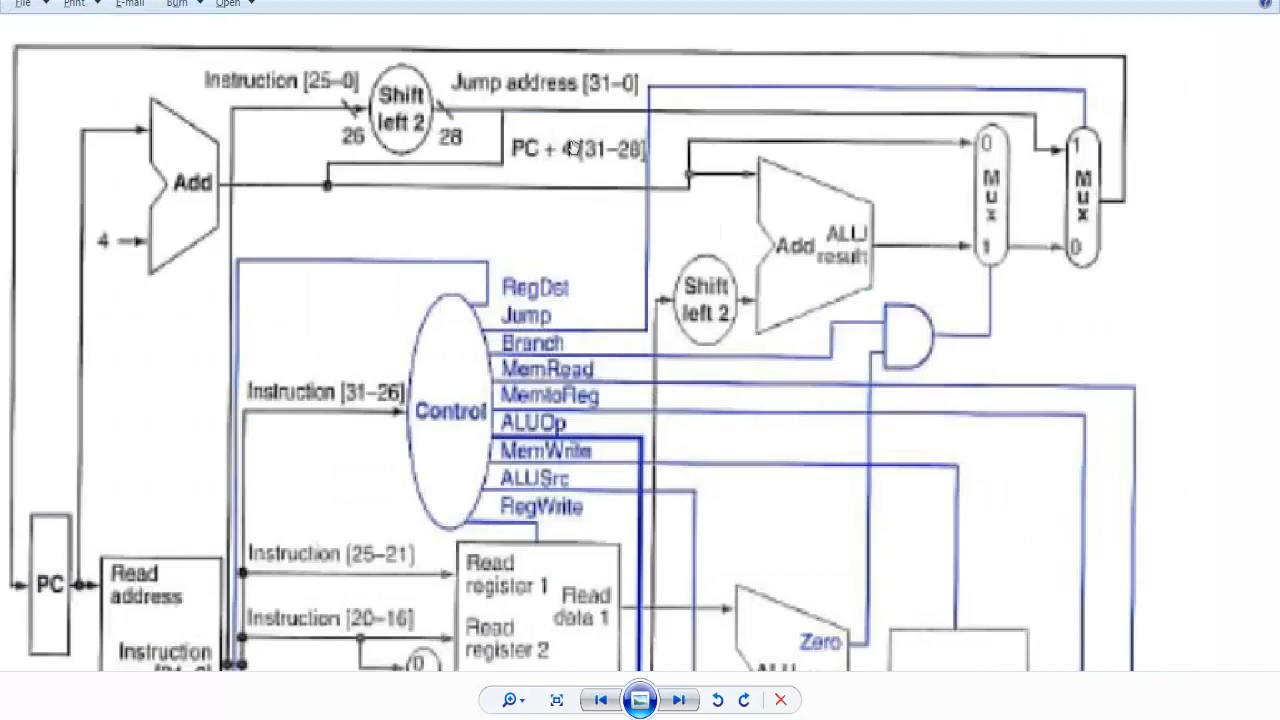 File Print E-mail Burn Open
Instruction [25–0]
Shift
left 2
Jump address [31–0]
26
28
PC + 4 [31–28]
Add
4
0
M
u
x
1
1
M
u
x
0
Add
ALU
result
Shift
left 2
RegDst
Jump
Branch
MemRead
MemtoReg
ALUOp
MemWrite
ALUSrc
RegWrite
Instruction [31–26]
Control
PC
Read
address
Instruction
Instruction [25–21]
Instruction [20–16]
0
Read
register 1
Read
data 1
Read
register 2
Zero
ALU